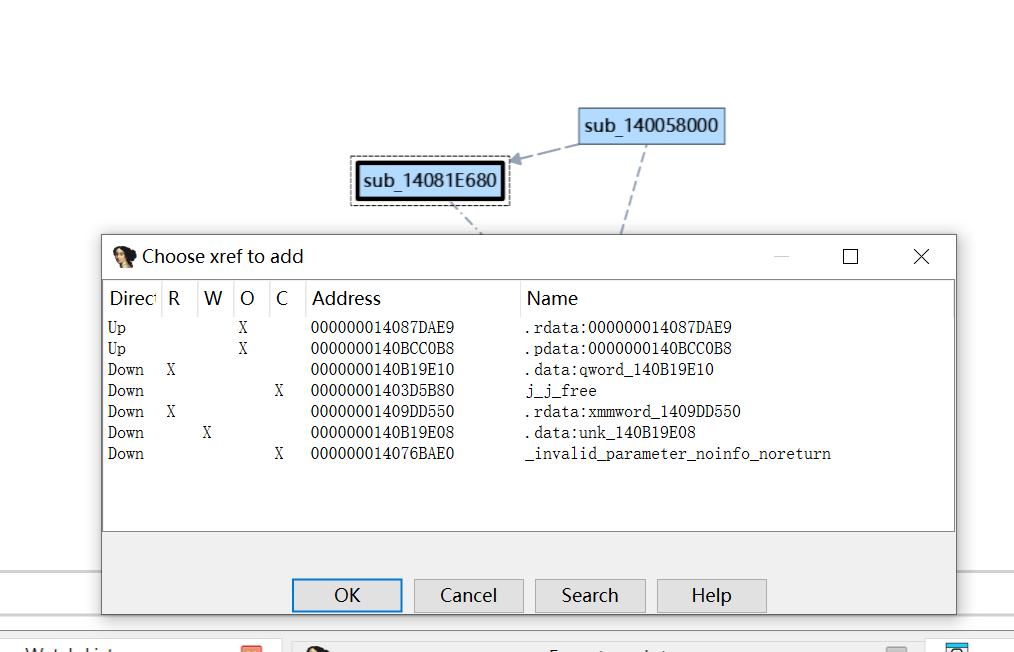 sub_140058000
sub_14081E680
Choose xref to add
Direct R W O C Address Name
Up X 000000014087DAE9 .rdata:000000014087DAE9
Up X 0000000140BCC0B8 .pdata:0000000140BCC0B8
Down X 0000000140B19E10 .data:qword_140B19E10
Down X 00000001403D5B80 j_j_free
Down X 00000001409DD550 .rdata:xmmword_1409DD550
Down X 0000000140B19E08 .data:unk_140B19E08
Down X 000000014076BAE0 _invalid_parameter_noinfo_noreturn
OK Cancel Search Help